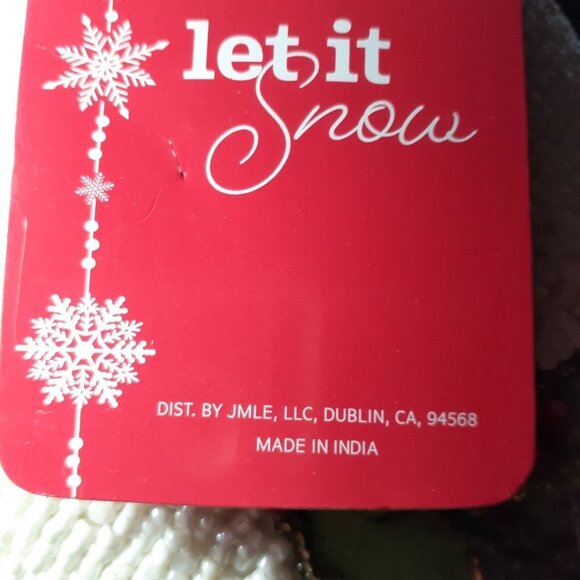 let it
Snow
DIST. BY JMLE, LLC, DUBLIN, CA, 94568
MADE IN INDIA